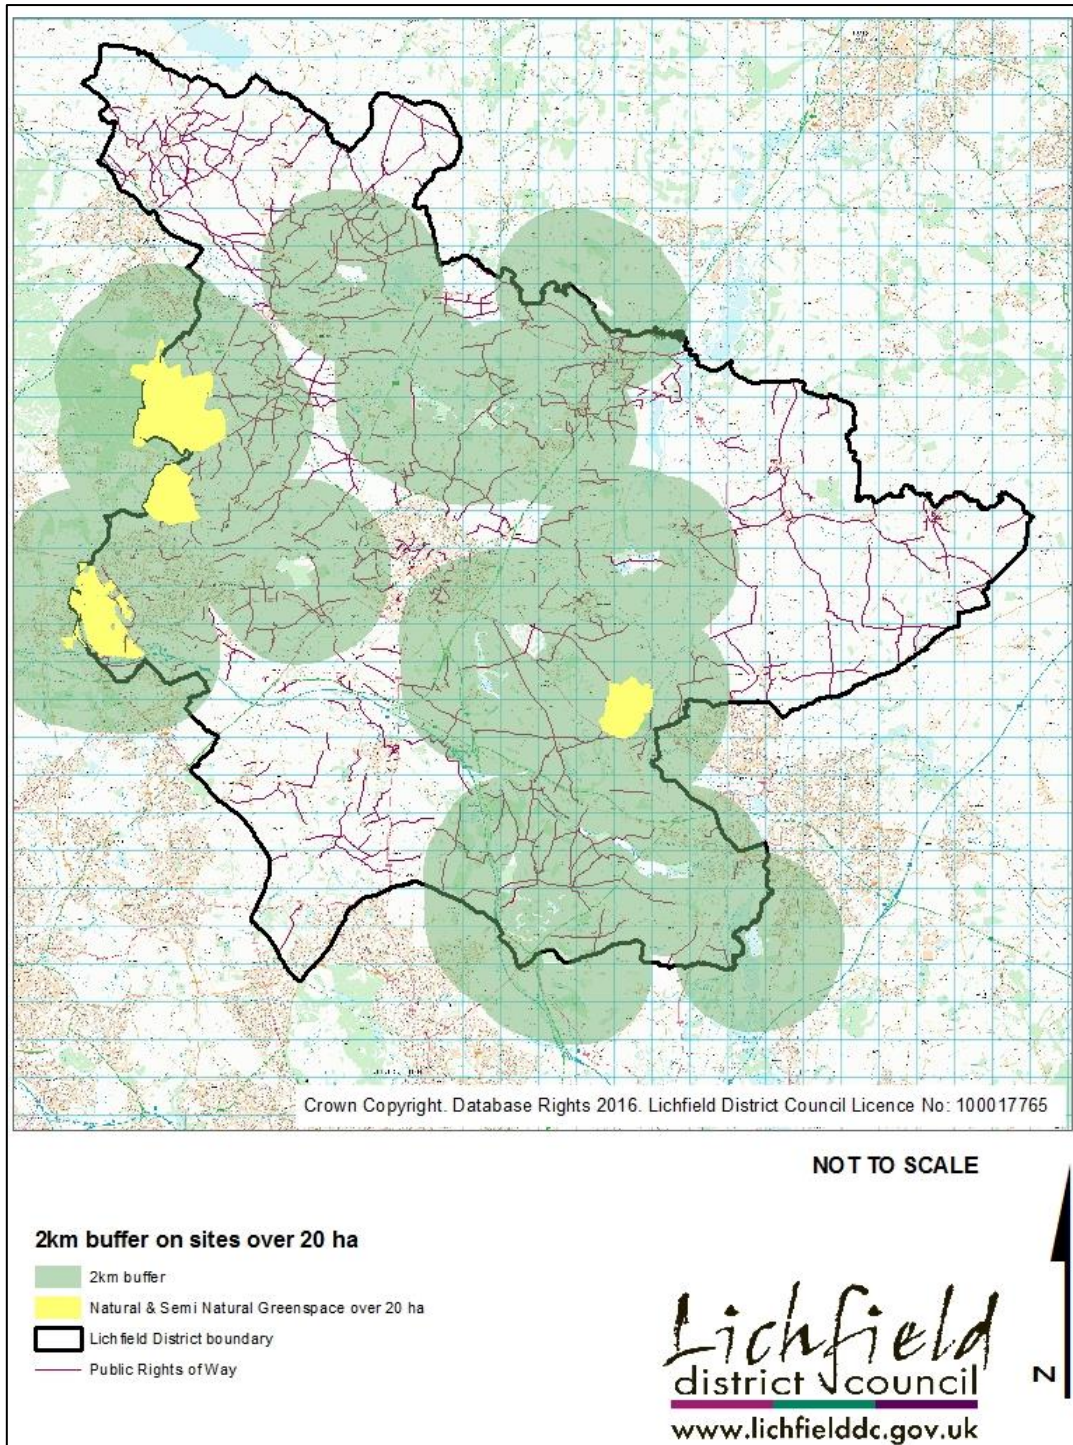 Crown Copyright. Database Rights 2016. Lichfield District Council Licence No: 100017765
NOT TO SCALE
2km buffer on sites over 20 ha
2km buffer
Natural & Semi Natural Greenspace over 20 ha
Lichfield District boundary
Public Rights of Way
Lichfield
district council
www.lichfielddc.gov.uk
N